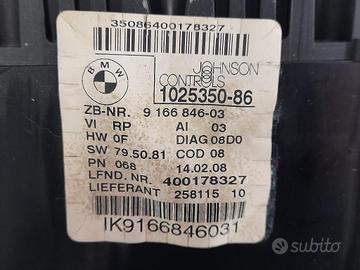 35086400178327
BMW
JOHNSON
CONTROLS
1025350-86
ZB-NR. 9 166 846-03
VI RP AI 03
HW 0F DIAG 08D0
SW 79.50.81 COD 08
PN 068 14.02.08
LFND. NR. 400178327
LIEFERANT 258115 10
IK9166846031
subito